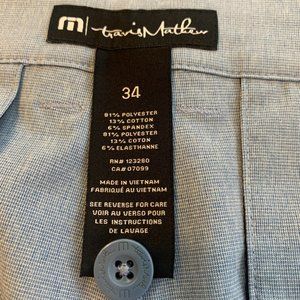 m travisMathew
34
81% POLYESTER
13% COTTON
6% SPANDEX
81% POLYESTER
13% COTON
6% ELASTHANNE
RN# 123260
CA# 07099
MADE IN VIETNAM
FABRIQUÉ AU VIETNAM
SEE REVERSE FOR CARE
VOIR AU VERSO POUR
LES INSTRUCTIONS
DE LAVAGE